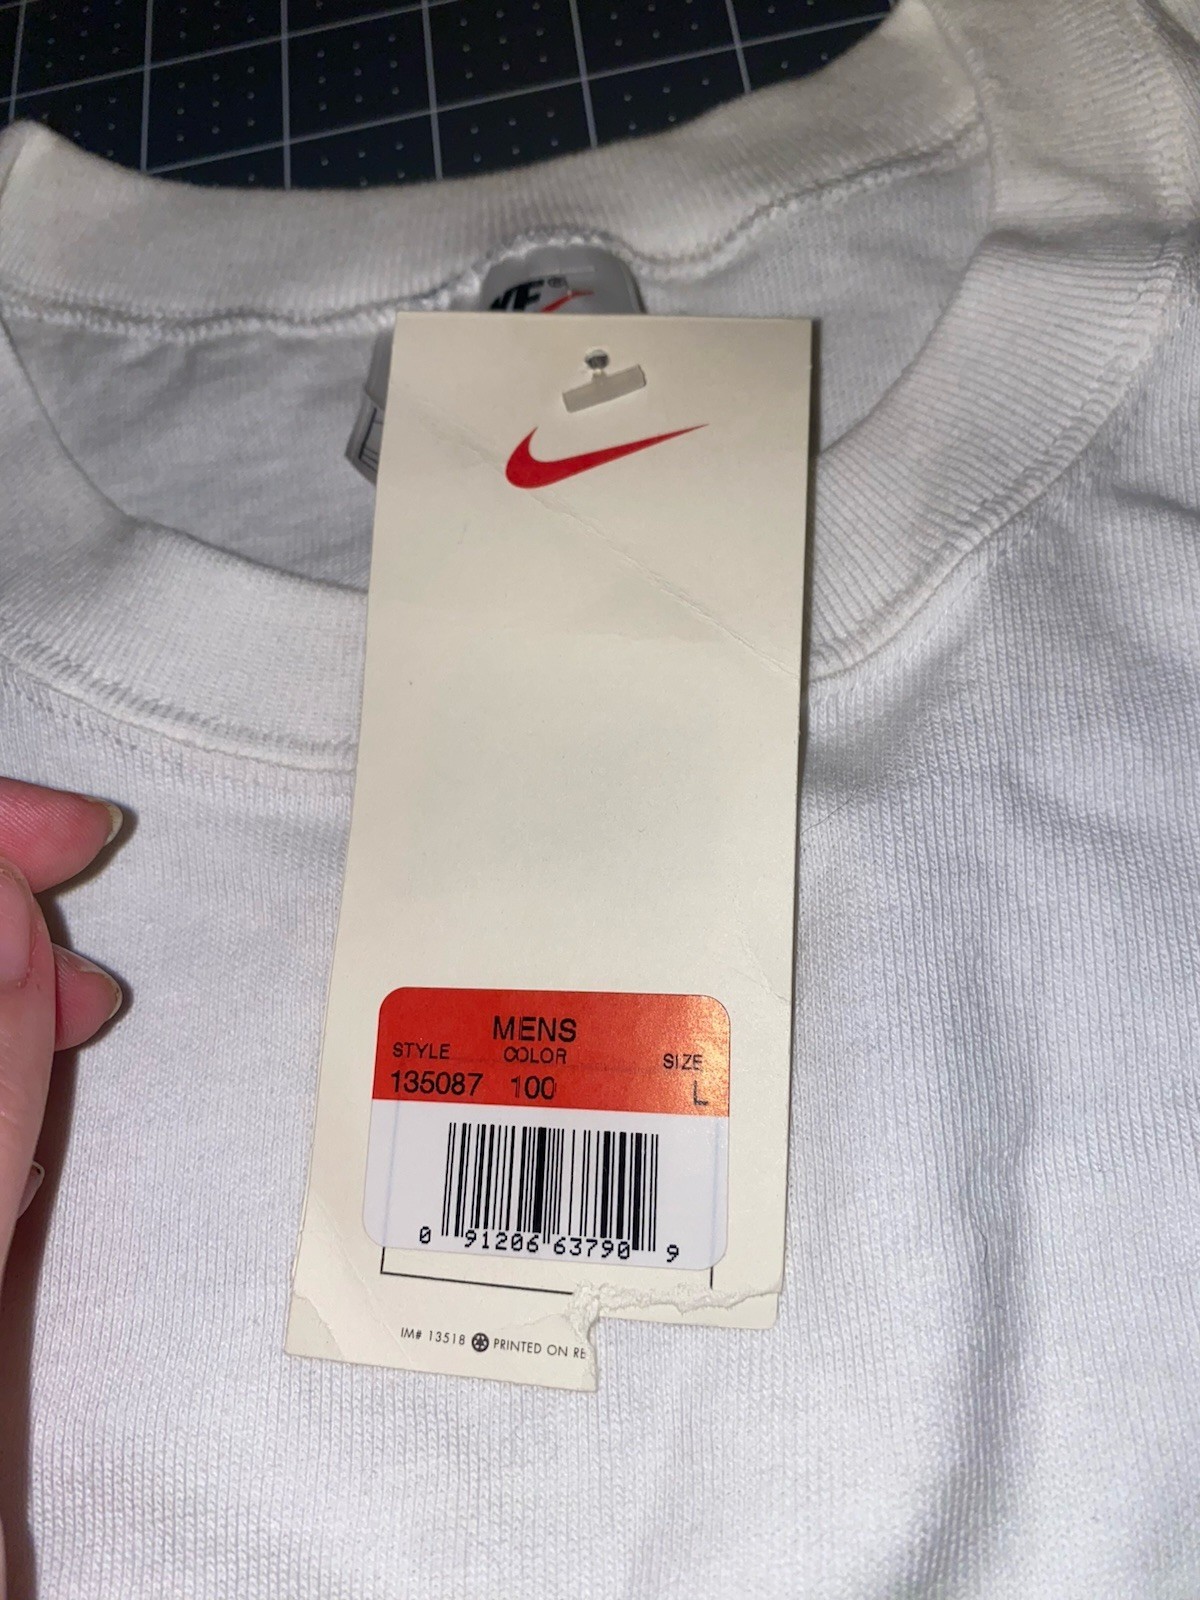 MENS
STYLE COLOR SIZE
135087 100 L
0 91206 63790 9
IM# 13518 PRINTED ON RE